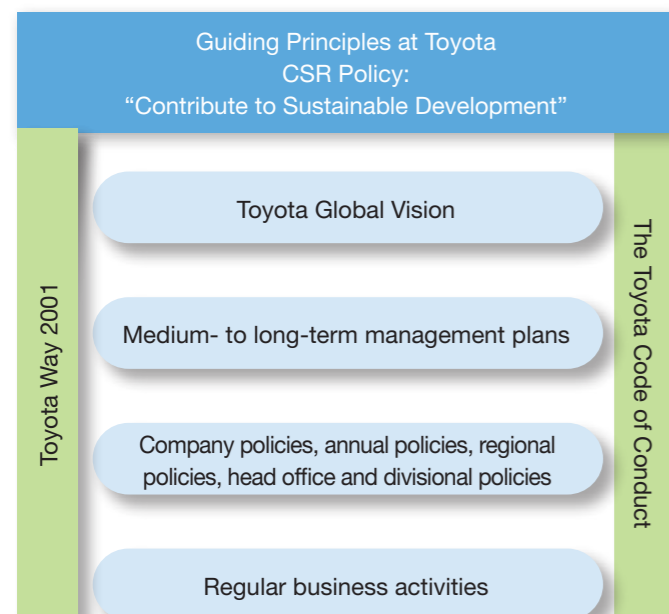 Guiding Principles at Toyota
CSR Policy:
“Contribute to Sustainable Development”
Toyota Way 2001
Toyota Global Vision
Medium- to long-term management plans
Company policies, annual policies, regional
policies, head office and divisional policies
Regular business activities
The Toyota Code of Conduct